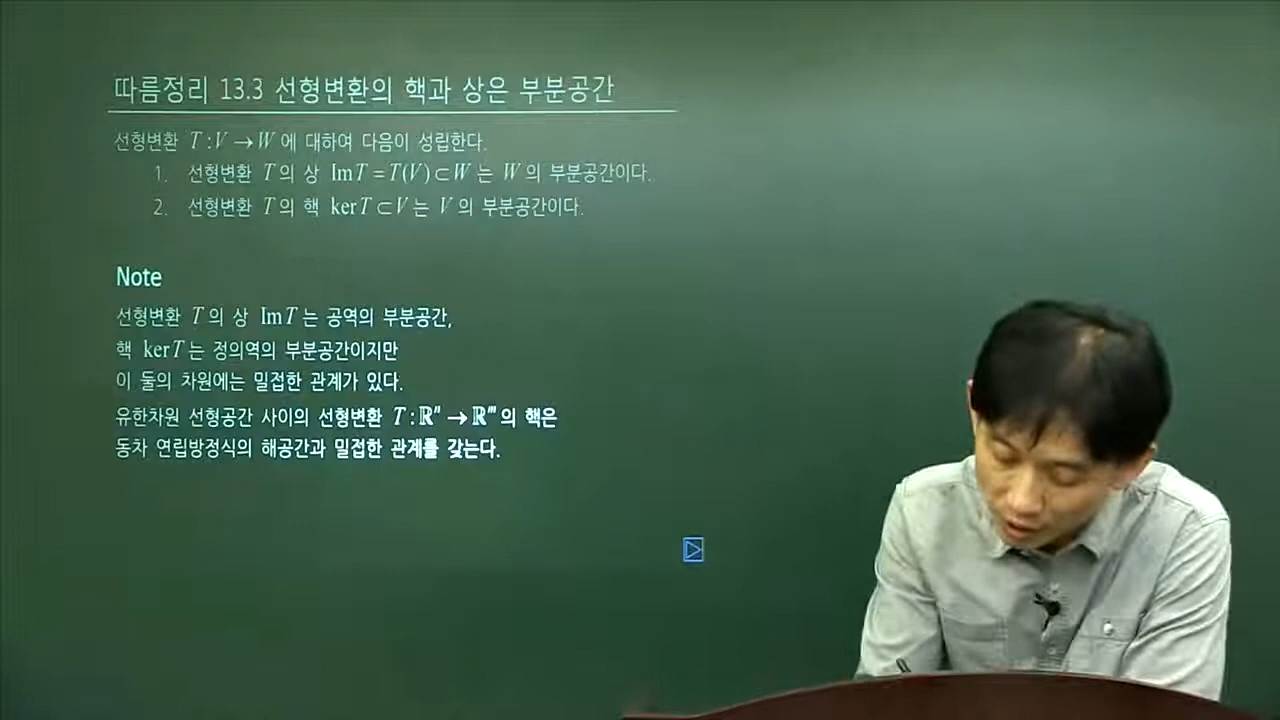 따름정리 13.3 선형변환의 핵과 상은 부분공간
선형변환 T : V → W 에 대하여 다음이 성립한다.
1. 선형변환 T의 상 Im T = T(V) ⊂ W 는 W 의 부분공간이다.
2. 선형변환 T의 핵 ker T ⊂ V 는 V 의 부분공간이다.
Note
선형변환 T의 상 Im T 는 공역의 부분공간,
핵 ker T 는 정의역의 부분공간이지만
이 둘의 차원에는 밀접한 관계가 있다.
유한차원 선형공간 사이의 선형변환 T : ℝⁿ → ℝᵐ 의 핵은
동차 연립방정식의 해공간과 밀접한 관계를 갖는다.